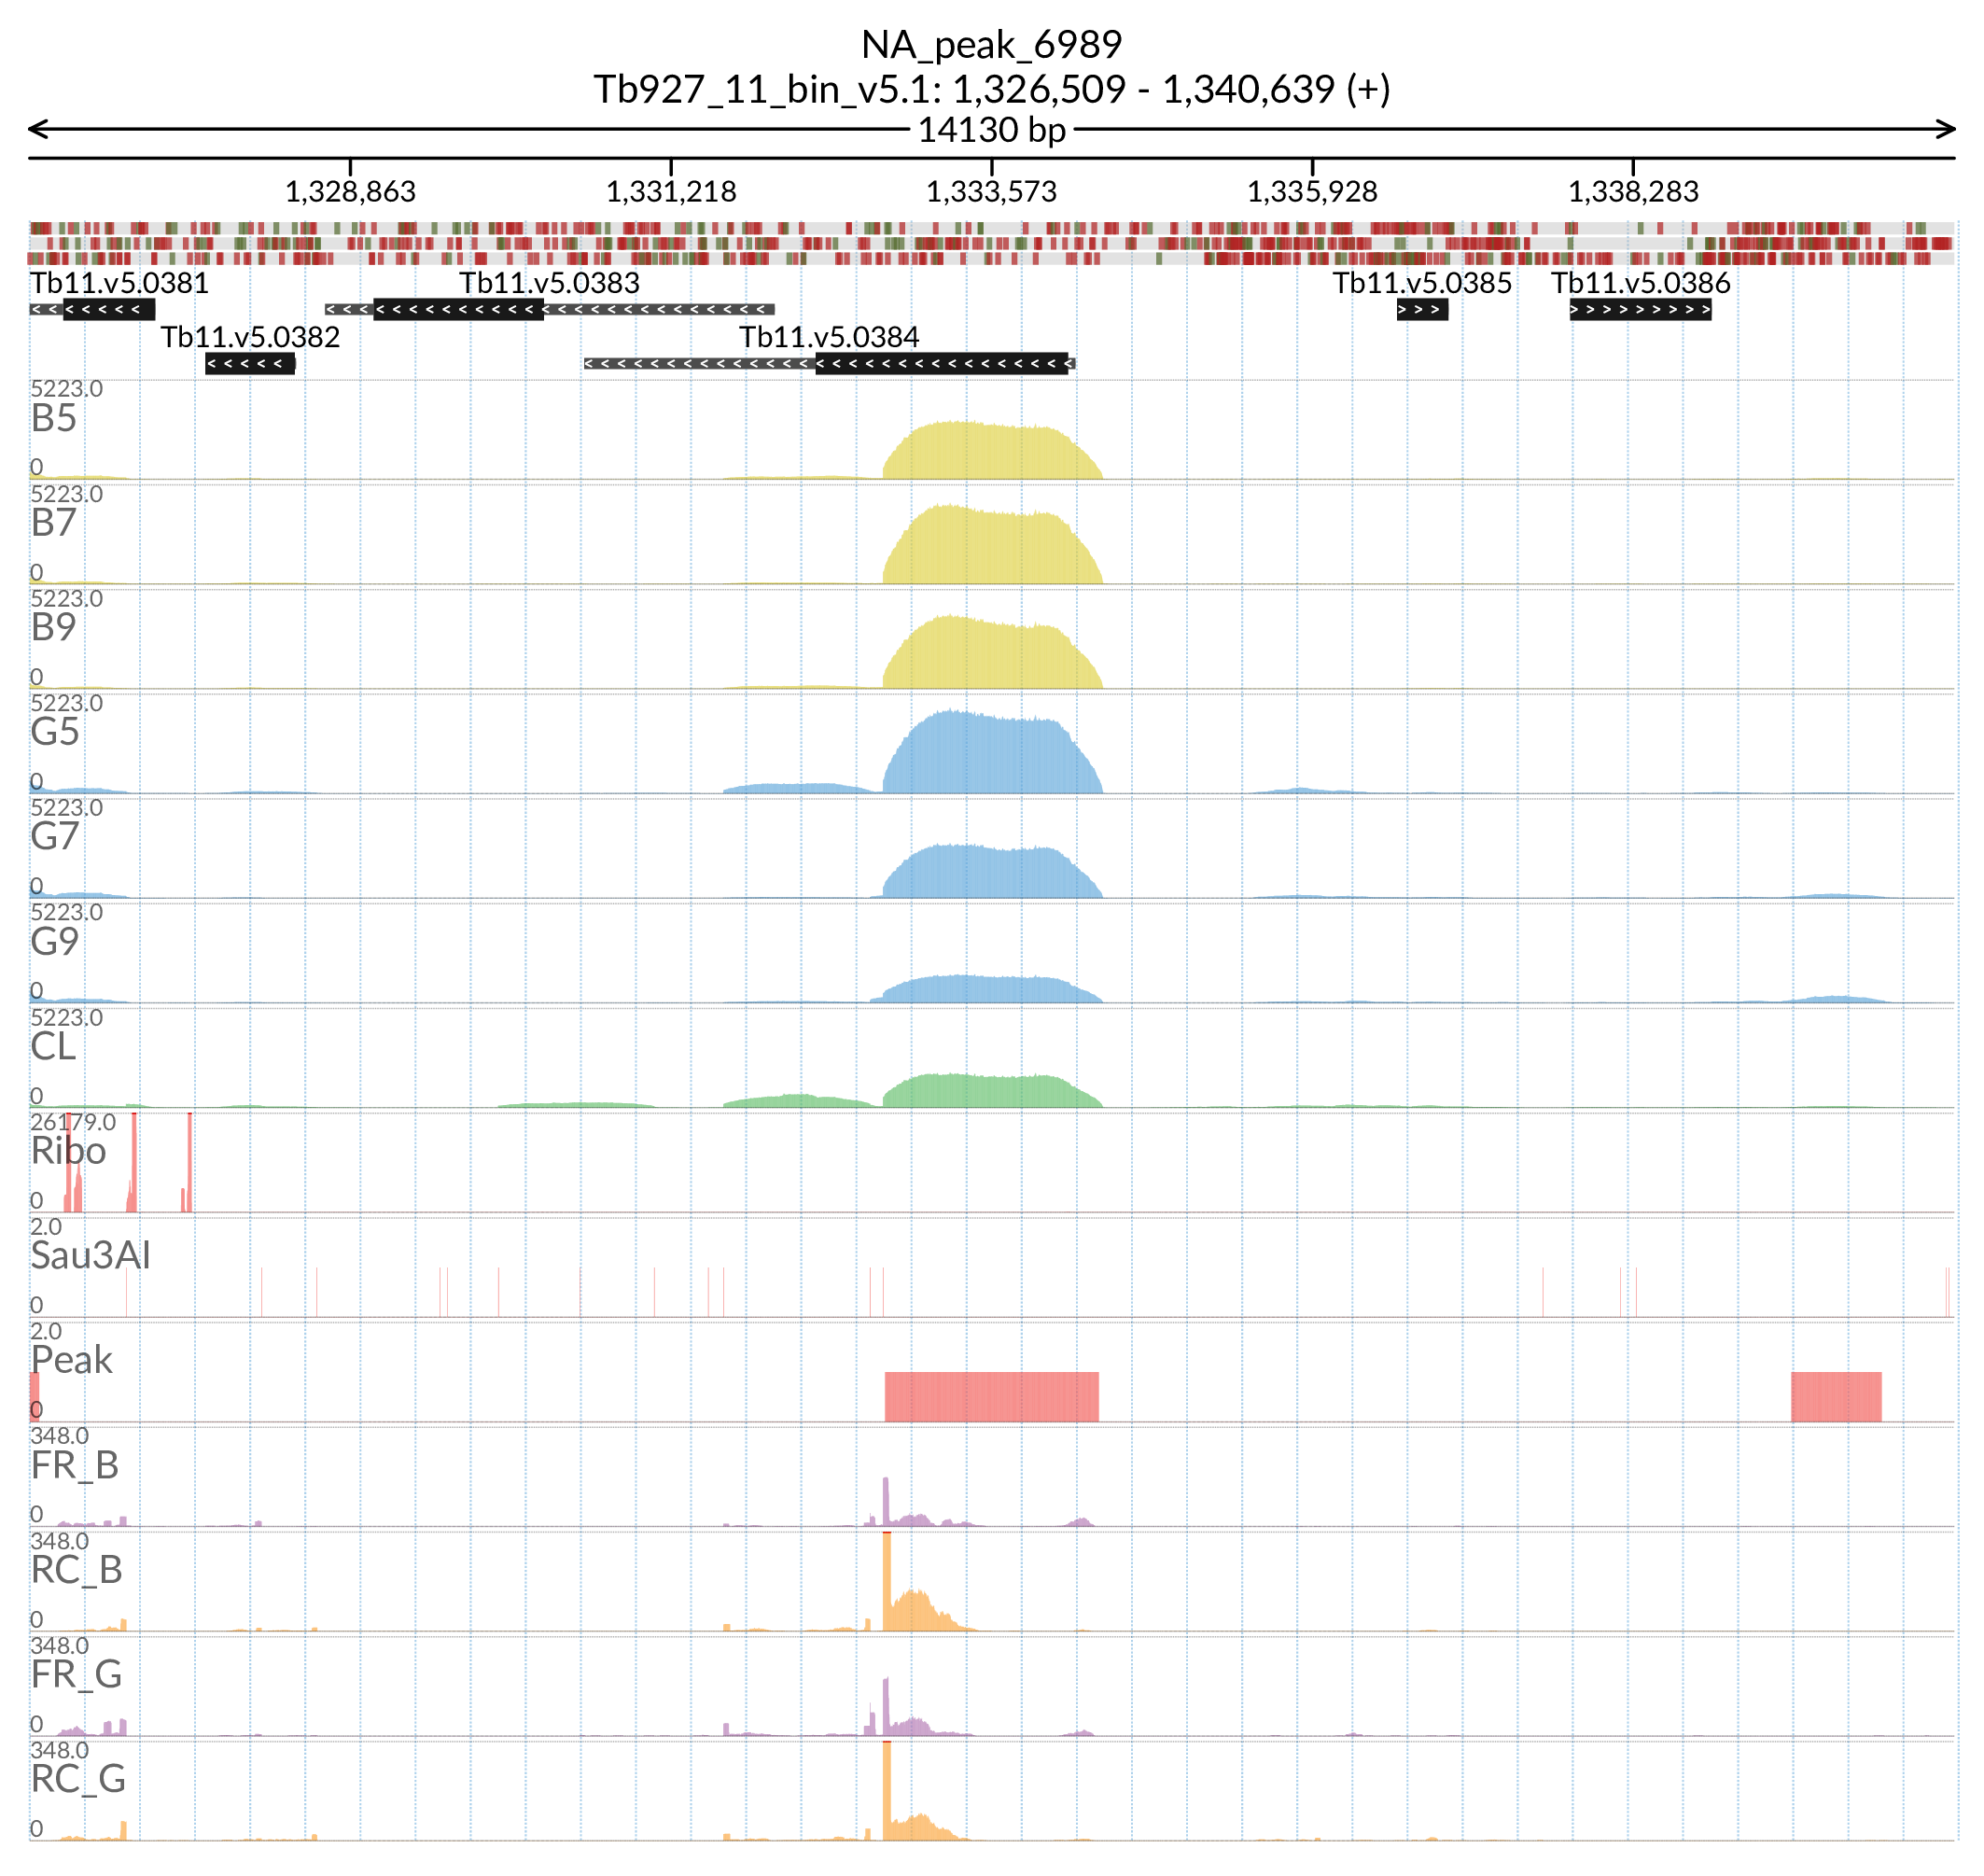 NA_peak_6989
Tb927_11_bin_v5.1: 1,326,509 - 1,340,639 (+)
14130 bp
1,328,863 1,331,218 1,333,573 1,335,928 1,338,283
Tb11.v5.0381 Tb11.v5.0383 Tb11.v5.0385 Tb11.v5.0386
Tb11.v5.0382 Tb11.v5.0384
5223.0
B5
0
5223.0
B7
0
5223.0
B9
0
5223.0
G5
0
5223.0
G7
0
5223.0
G9
0
5223.0
CL
0
26179.0
Ribo
0
2.0
Sau3AI
0
2.0
Peak
0
348.0
FR_B
0
348.0
RC_B
0
348.0
FR_G
0
348.0
RC_G
0